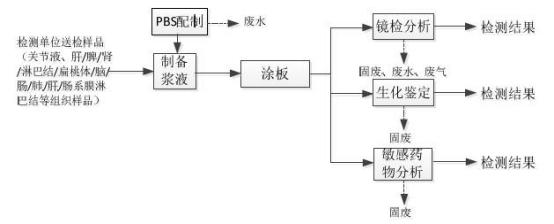 PBS配制
废水
检测单位送检样品
（关节液、肝/脾/肾
/淋巴结/扁桃体/脑/
肠/肺/肝/肠系膜淋
巴结等组织样品）
制备
浆液
涂板
镜检分析
检测结果
固废、废水、废气
生化鉴定
检测结果
固废
敏感药
物分析
检测结果
固废